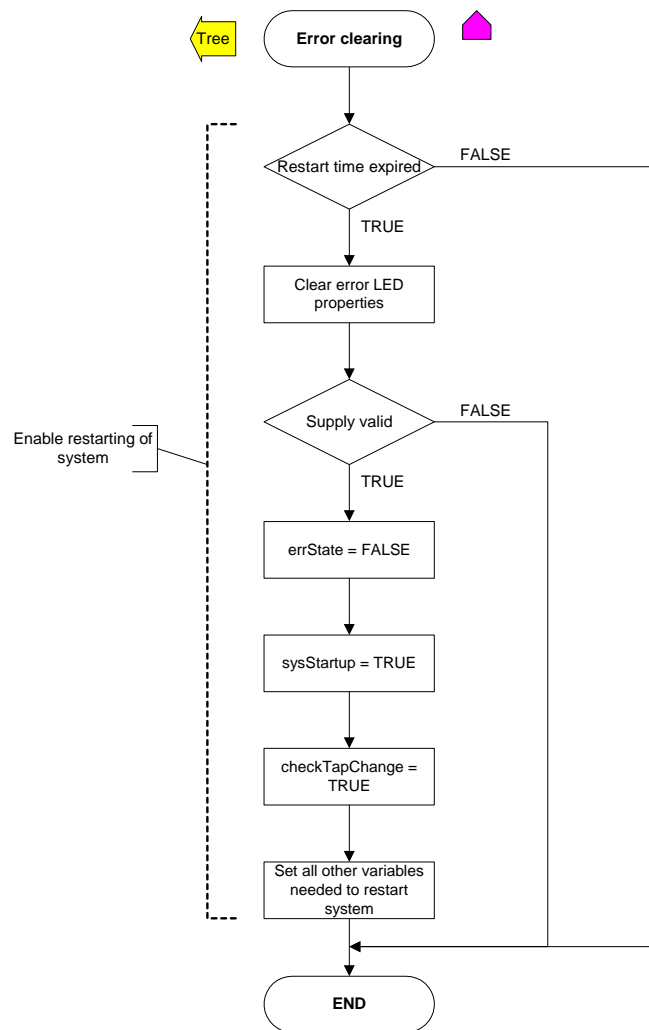 Tree
Error clearing
Restart time expired
FALSE
TRUE
Clear error LED
properties
Supply valid
FALSE
Enable restarting of
system
TRUE
errState = FALSE
sysStartup = TRUE
checkTapChange =
TRUE
Set all other variables
needed to restart
system
END